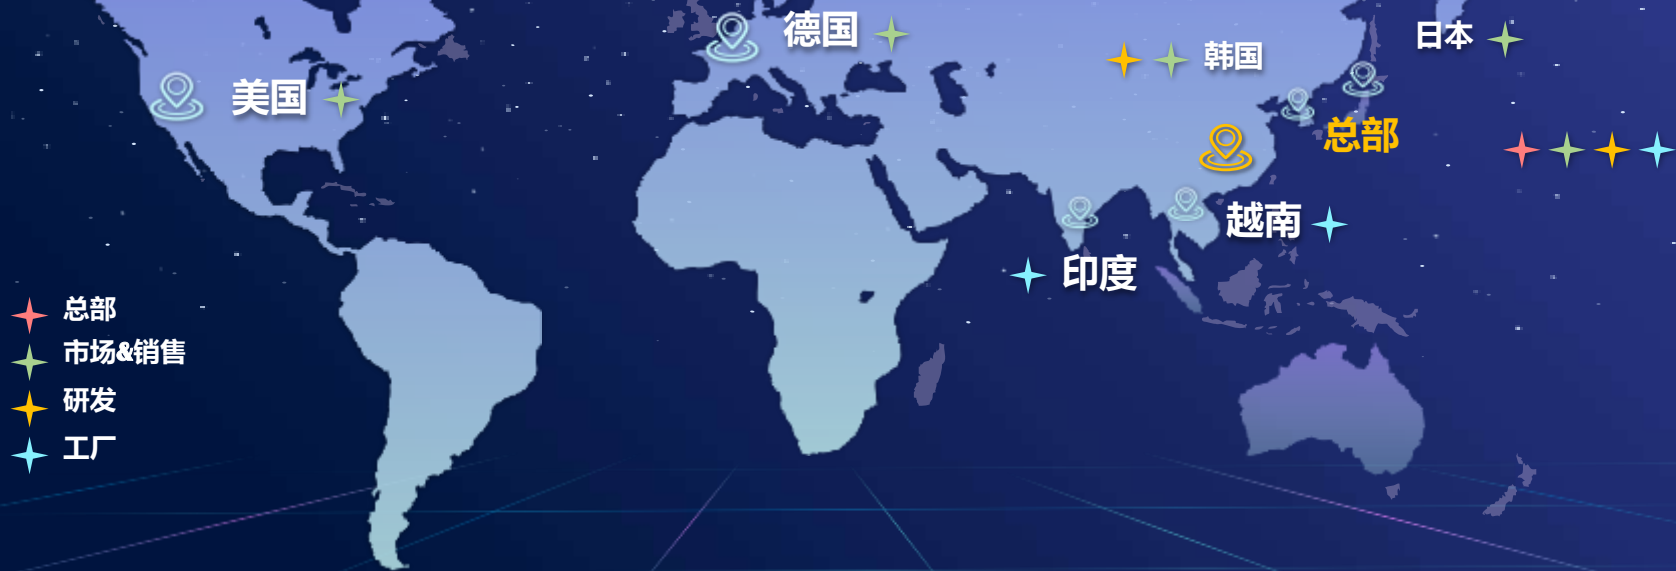 德国
日本
韩国
美国
总部
越南
印度
总部
市场&销售
研发
工厂